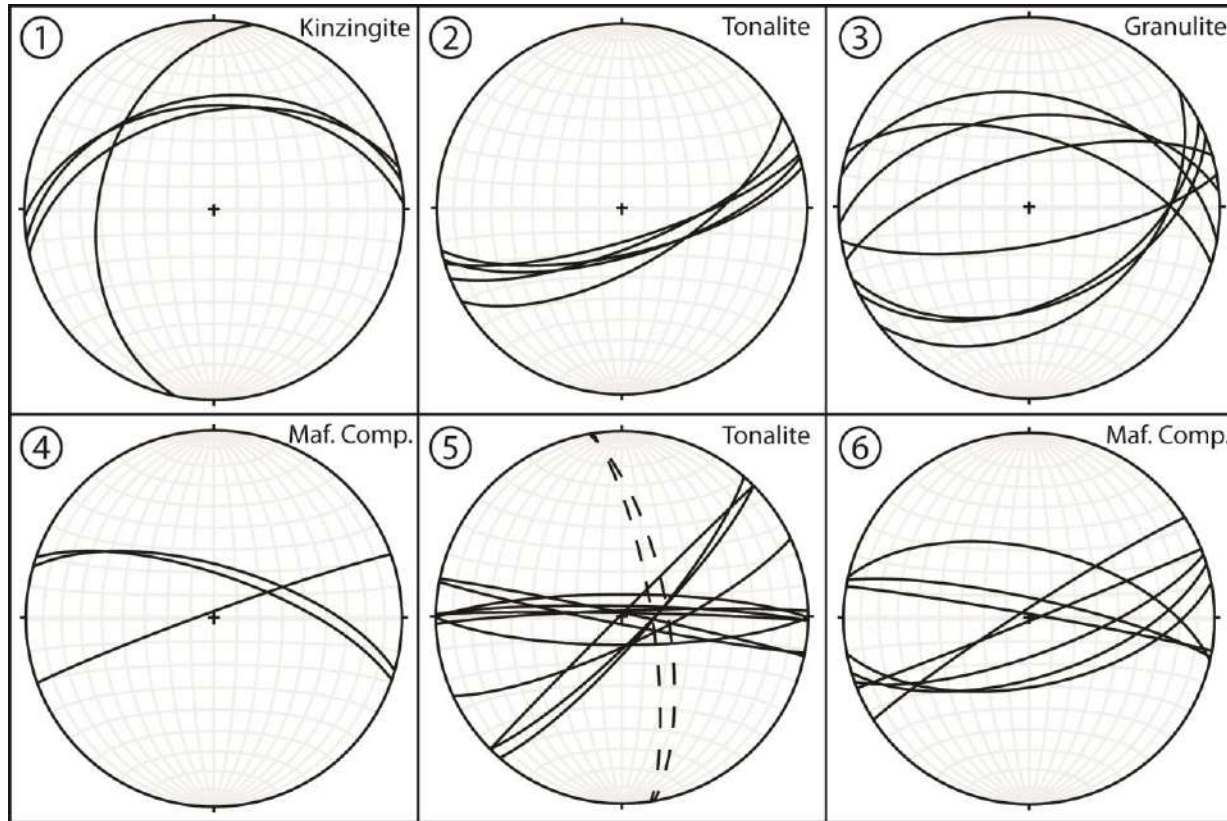 1 Kinzingite
2 Tonalite
3 Granulite
4 Maf. Comp.
5 Tonalite
6 Maf. Comp.